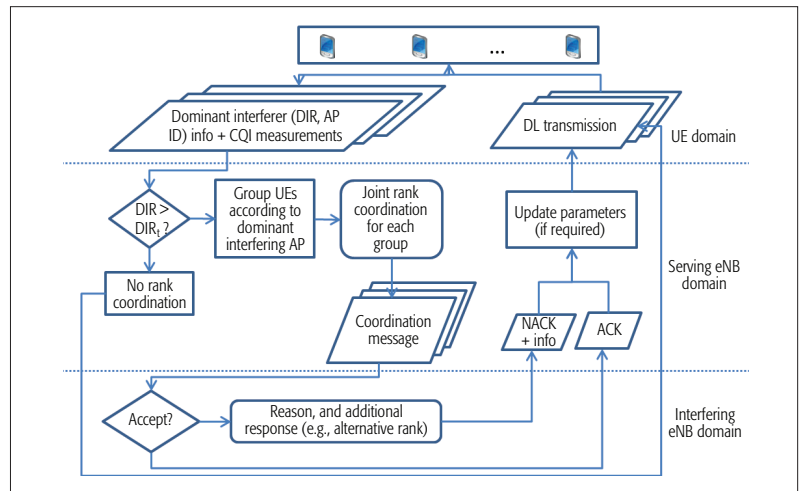 ...
Dominant interferer (DIR, AP
ID) info + CQI measurements
DL transmission
UE domain
DIR >
DIRt ?
Group UEs
according to
dominant
interfering AP
Joint rank
coordination
for each
group
Update parameters
(if required)
No rank
coordination
Serving eNB
domain
Coordination
message
NACK
+ info
ACK
Accept?
Reason, and additional
response (e.g., alternative rank)
Interfering
eNB domain